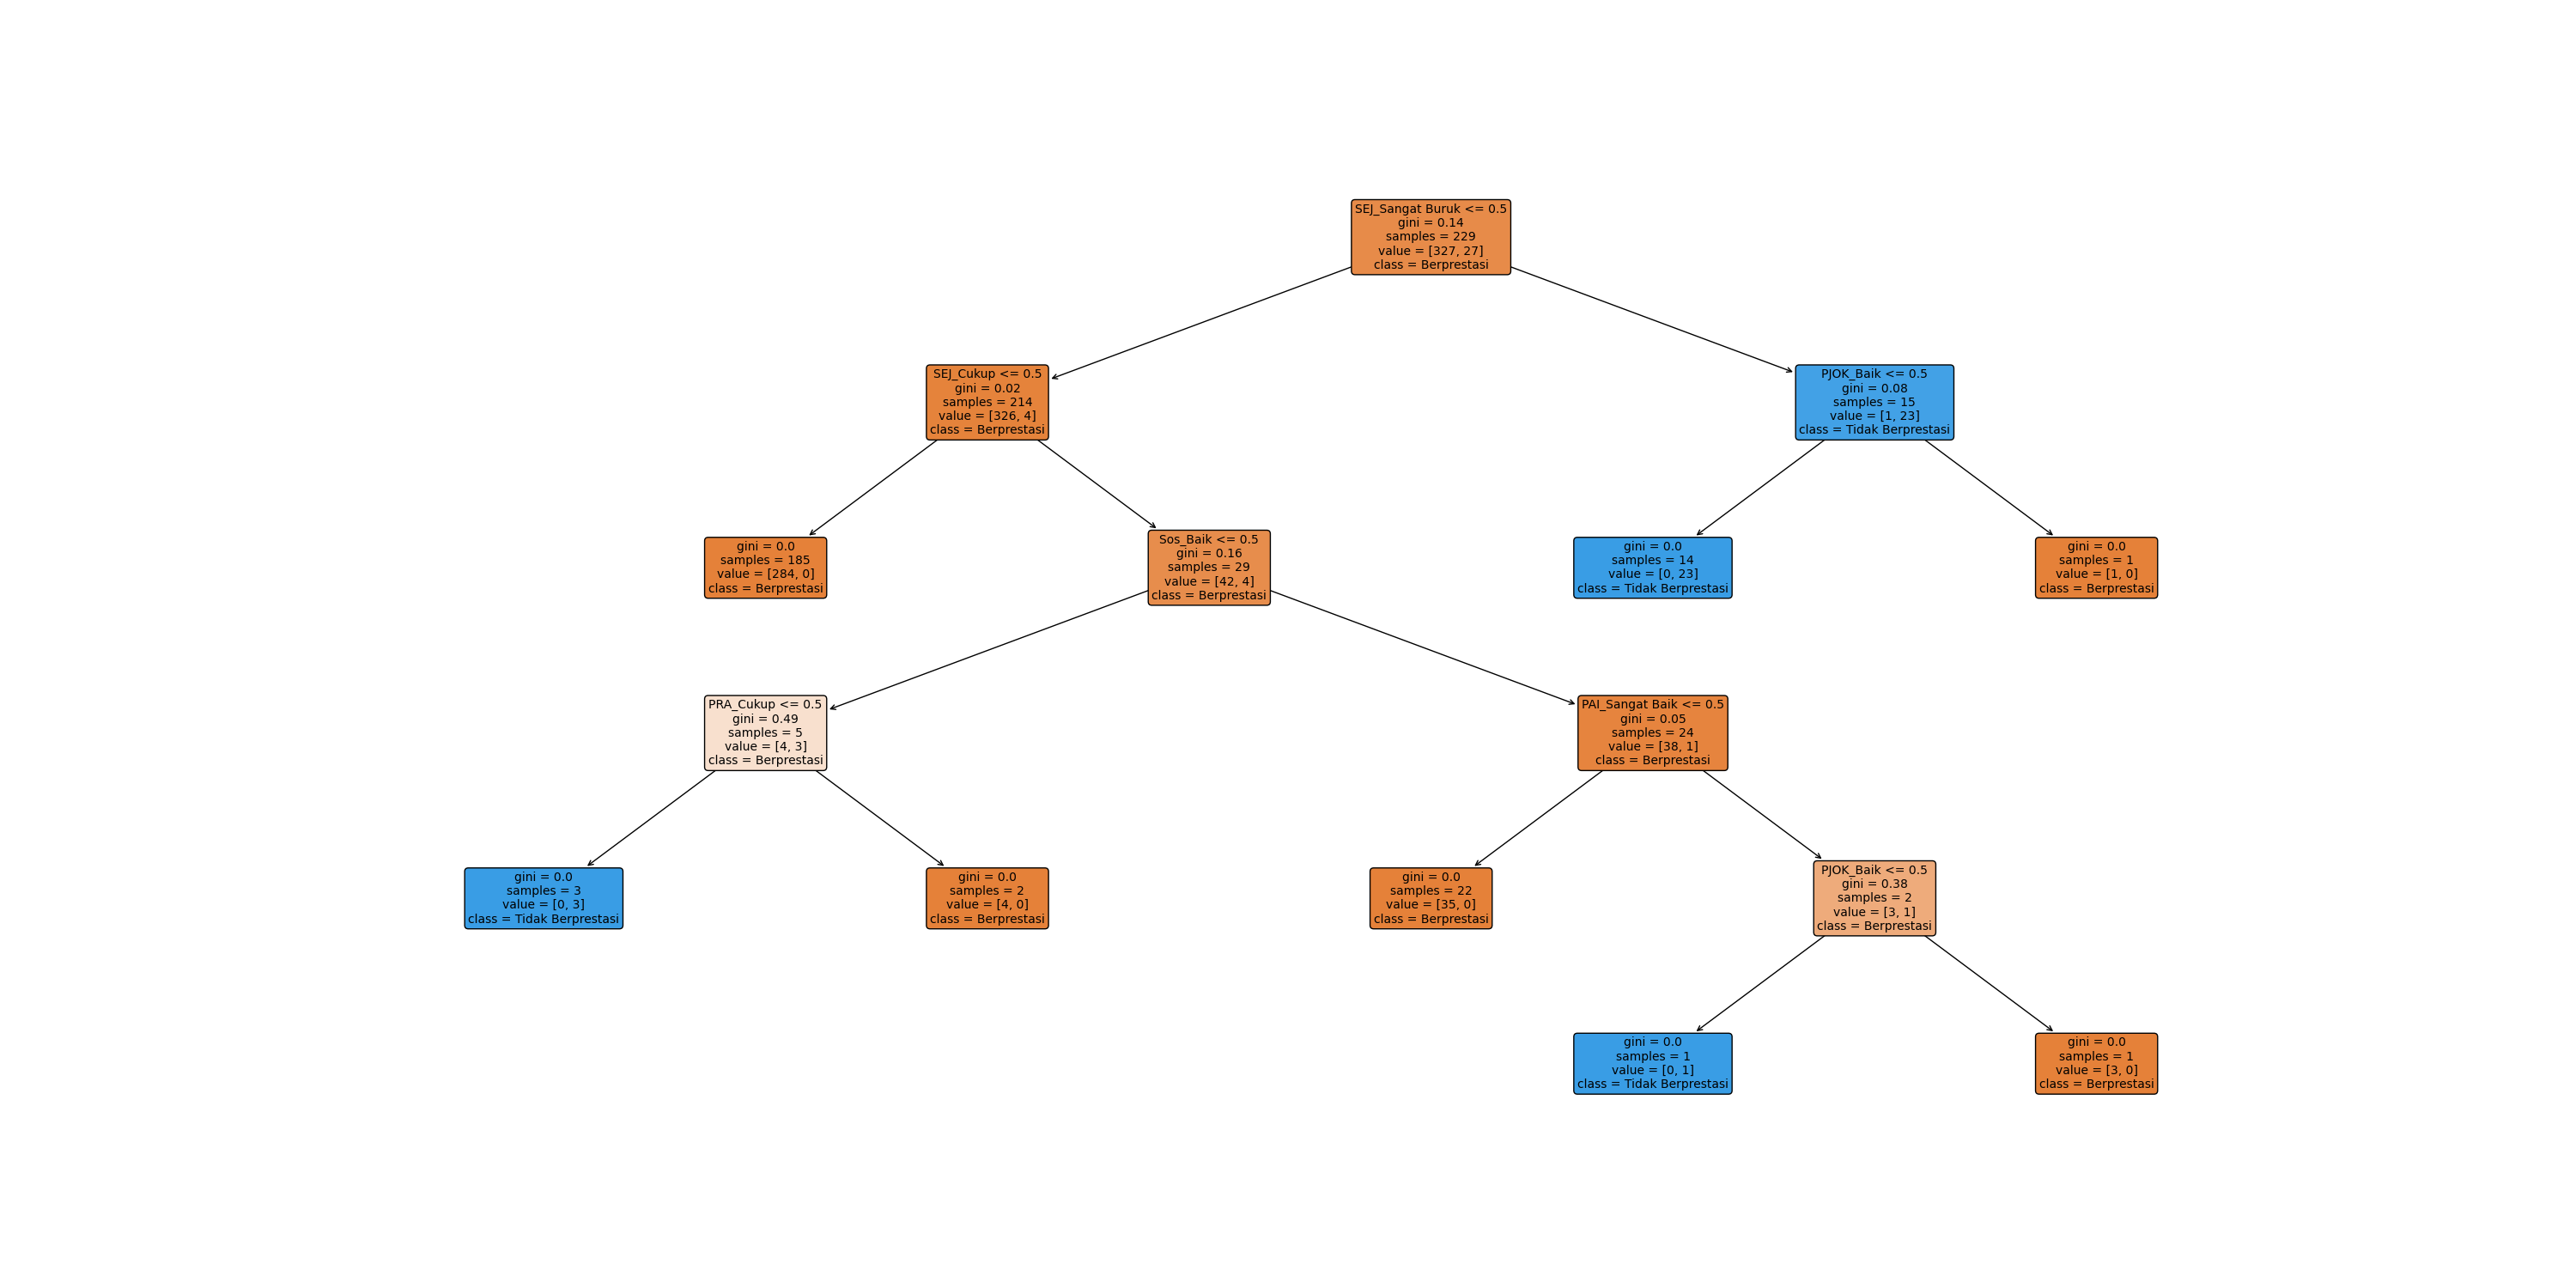 SEJ_Sangat Buruk <= 0.5
gini = 0.14
samples = 229
value = [327, 27]
class = Berprestasi
SEJ_Cukup <= 0.5
gini = 0.02
samples = 214
value = [326, 4]
class = Berprestasi
PJOK_Baik <= 0.5
gini = 0.08
samples = 15
value = [1, 23]
class = Tidak Berprestasi
gini = 0.0
samples = 185
value = [284, 0]
class = Berprestasi
Sos_Baik <= 0.5
gini = 0.16
samples = 29
value = [42, 4]
class = Berprestasi
gini = 0.0
samples = 14
value = [0, 23]
class = Tidak Berprestasi
gini = 0.0
samples = 1
value = [1, 0]
class = Berprestasi
PRA_Cukup <= 0.5
gini = 0.49
samples = 5
value = [4, 3]
class = Berprestasi
PAI_Sangat Baik <= 0.5
gini = 0.05
samples = 24
value = [38, 1]
class = Berprestasi
gini = 0.0
samples = 3
value = [0, 3]
class = Tidak Berprestasi
gini = 0.0
samples = 2
value = [4, 0]
class = Berprestasi
gini = 0.0
samples = 22
value = [35, 0]
class = Berprestasi
PJOK_Baik <= 0.5
gini = 0.38
samples = 2
value = [3, 1]
class = Berprestasi
gini = 0.0
samples = 1
value = [0, 1]
class = Tidak Berprestasi
gini = 0.0
samples = 1
value = [3, 0]
class = Berprestasi